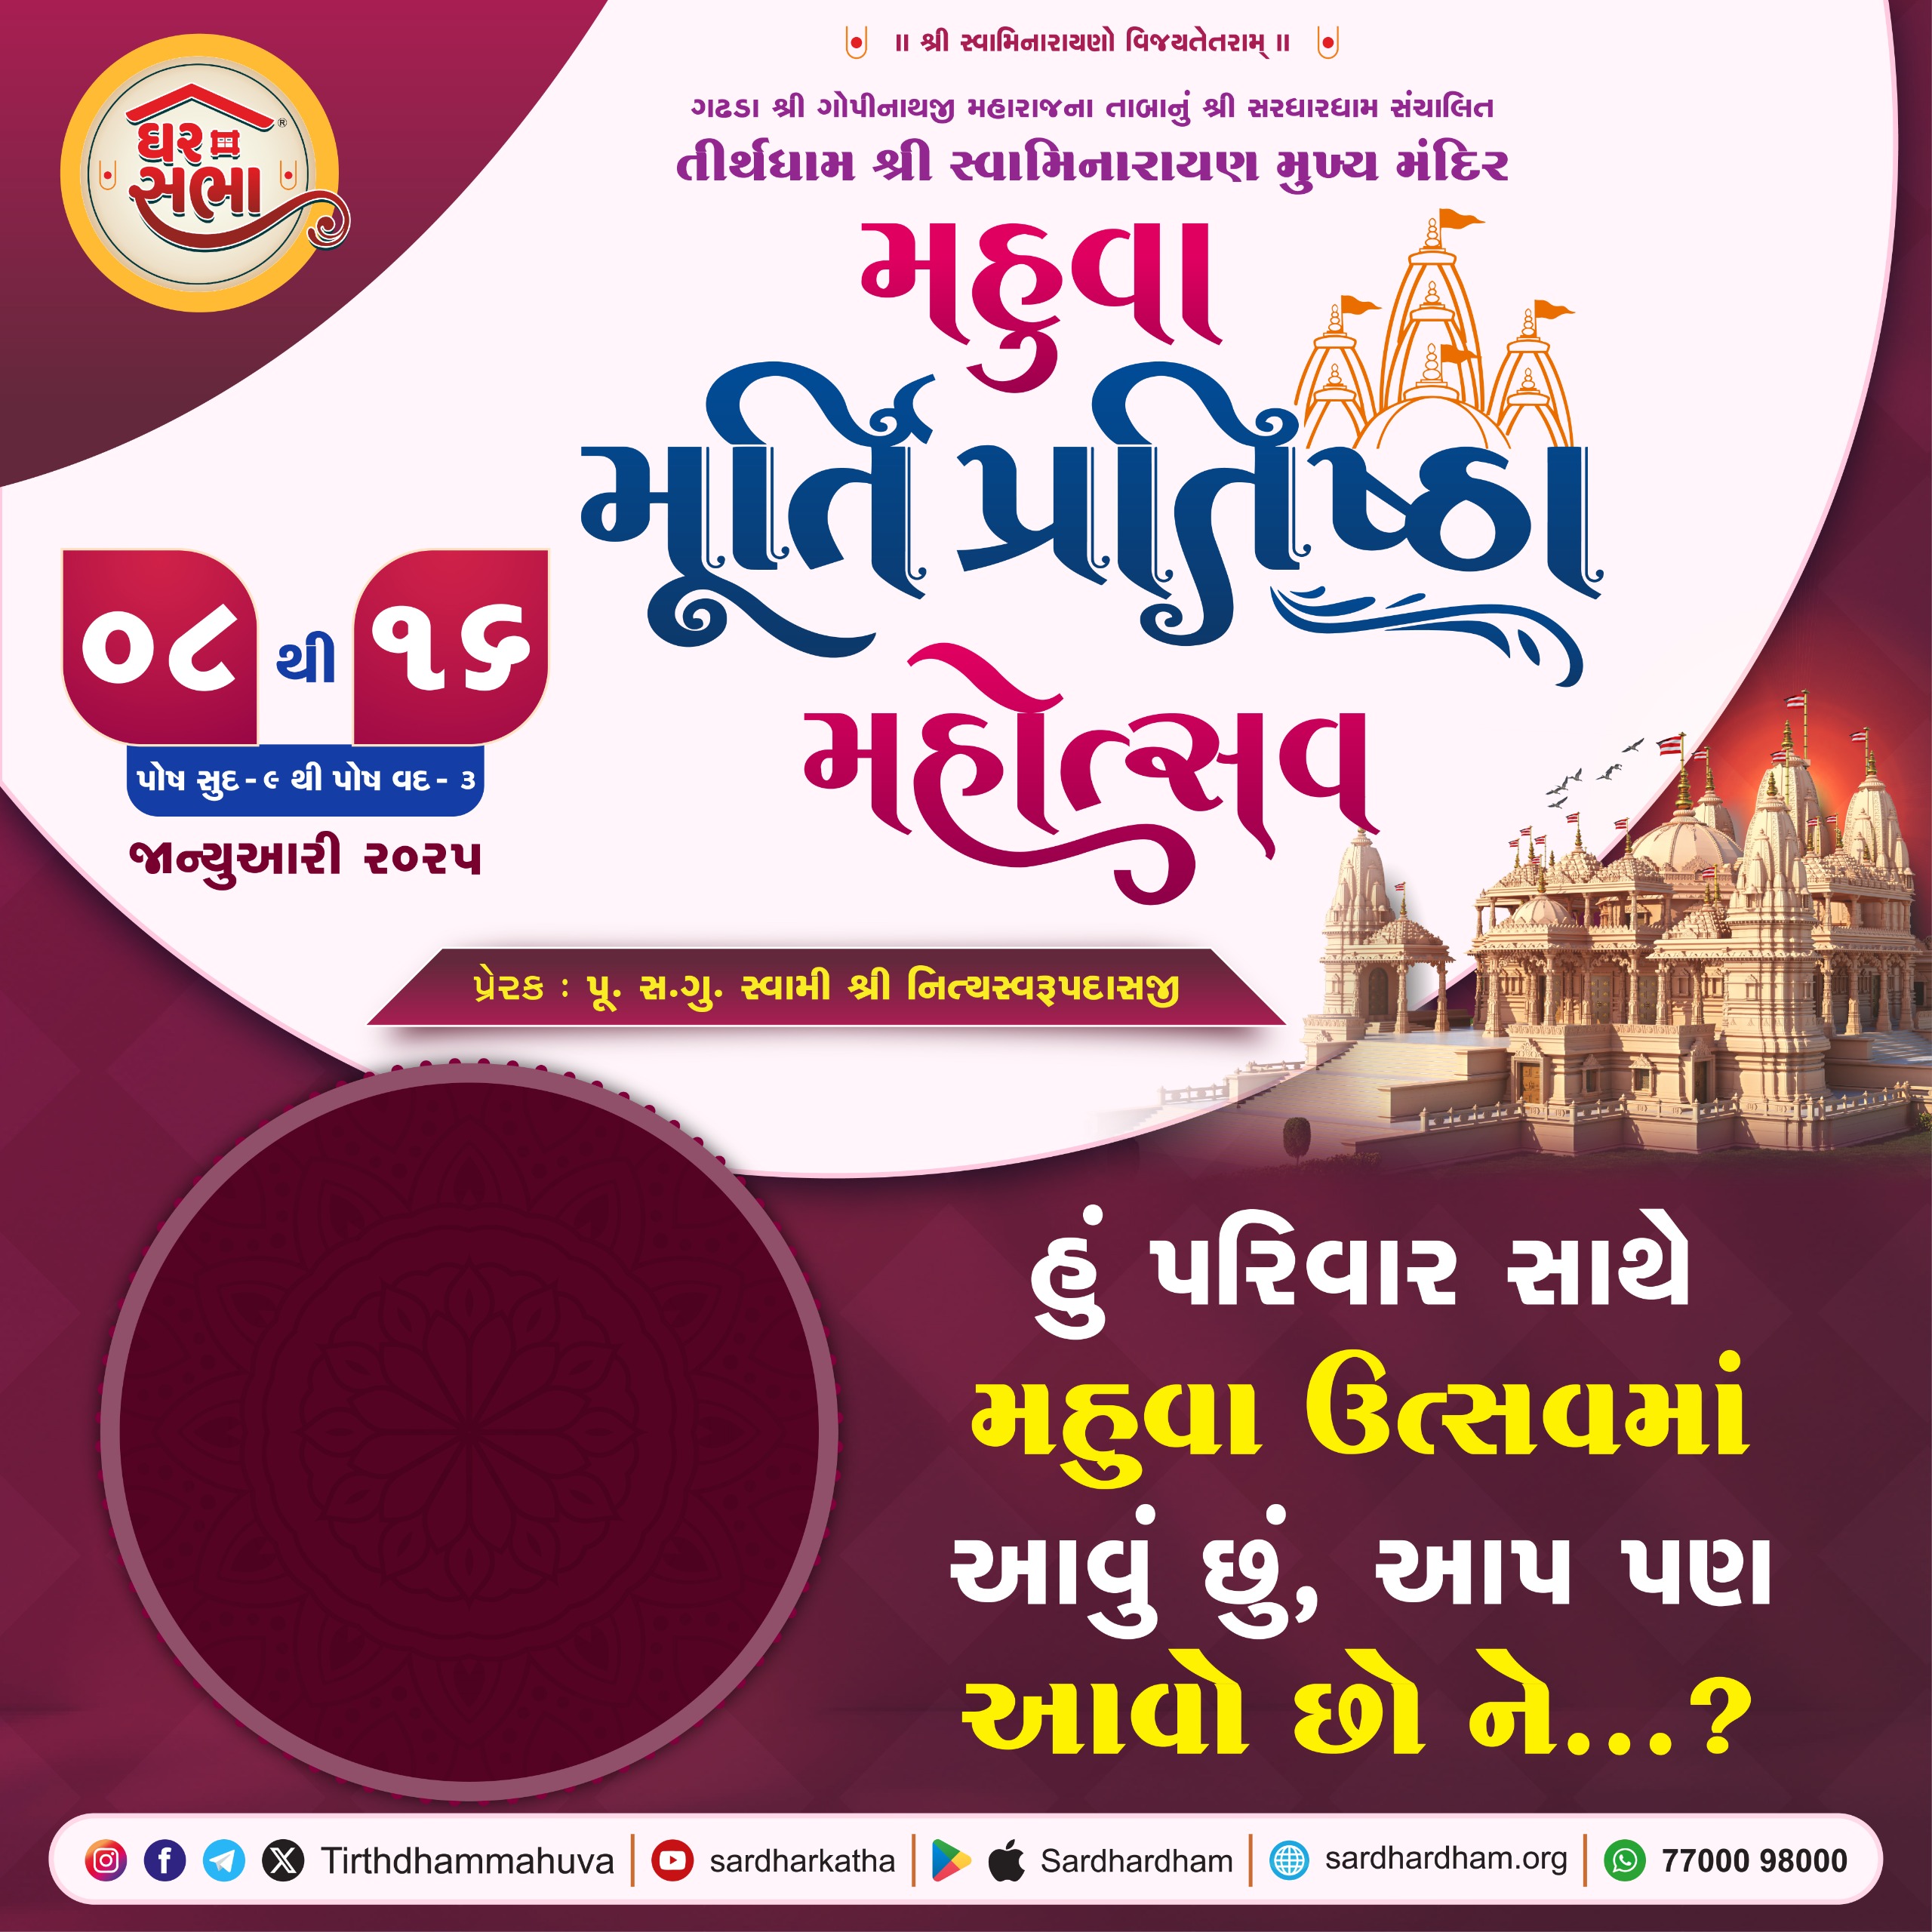 ॥ શ્રી સ્વામિનારાયણો વિજયતેતરામ્ ॥
ઘર
સભા
®
ગઢડા શ્રી ગોપીનાથજી મહારાજના તાબાનું શ્રી સરધારધામ સંચાલિત
તીર્થધામ શ્રી સ્વામિનારાયણ મુખ્ય મંદિર
મહુવા
મૂર્તિ પ્રતિષ્ઠા
મહોત્સવ
૦૮ થી ૧૬
પોષ સુદ - ૯ થી પોષ વદ - ૩
જાન્યુઆરી ૨૦૨૫
પ્રેરક : પૂ. સ.ગુ. સ્વામી શ્રી નિત્યસ્વરૂપદાસજી
હું પરિવાર સાથે
મહુવા ઉત્સવમાં
આવું છું, આપ પણ
આવો છો ને...?
Tirthdhammahuva | sardharkatha | Sardhardham | sardhardham.org | 77000 98000